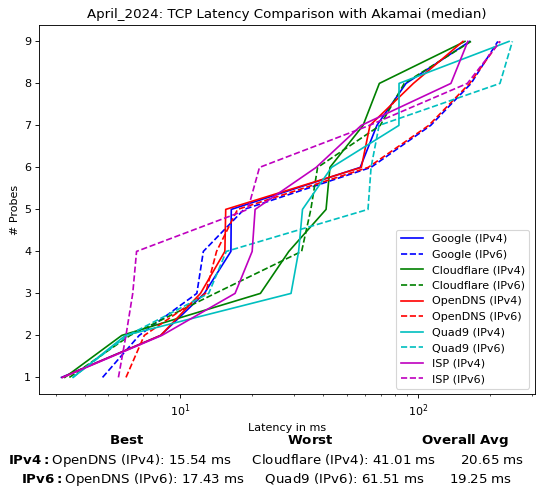 April_2024: TCP Latency Comparison with Akamai (median)
9
8
7
6
5
4
3
2
1
# Probes
Google (IPv4)
Google (IPv6)
Cloudflare (IPv4)
Cloudflare (IPv6)
OpenDNS (IPv4)
OpenDNS (IPv6)
Quad9 (IPv4)
Quad9 (IPv6)
ISP (IPv4)
ISP (IPv6)
10¹ 10²
Latency in ms
Best Worst Overall Avg
IPv4: OpenDNS (IPv4): 15.54 ms Cloudflare (IPv4): 41.01 ms 20.65 ms
IPv6: OpenDNS (IPv6): 17.43 ms Quad9 (IPv6): 61.51 ms 19.25 ms